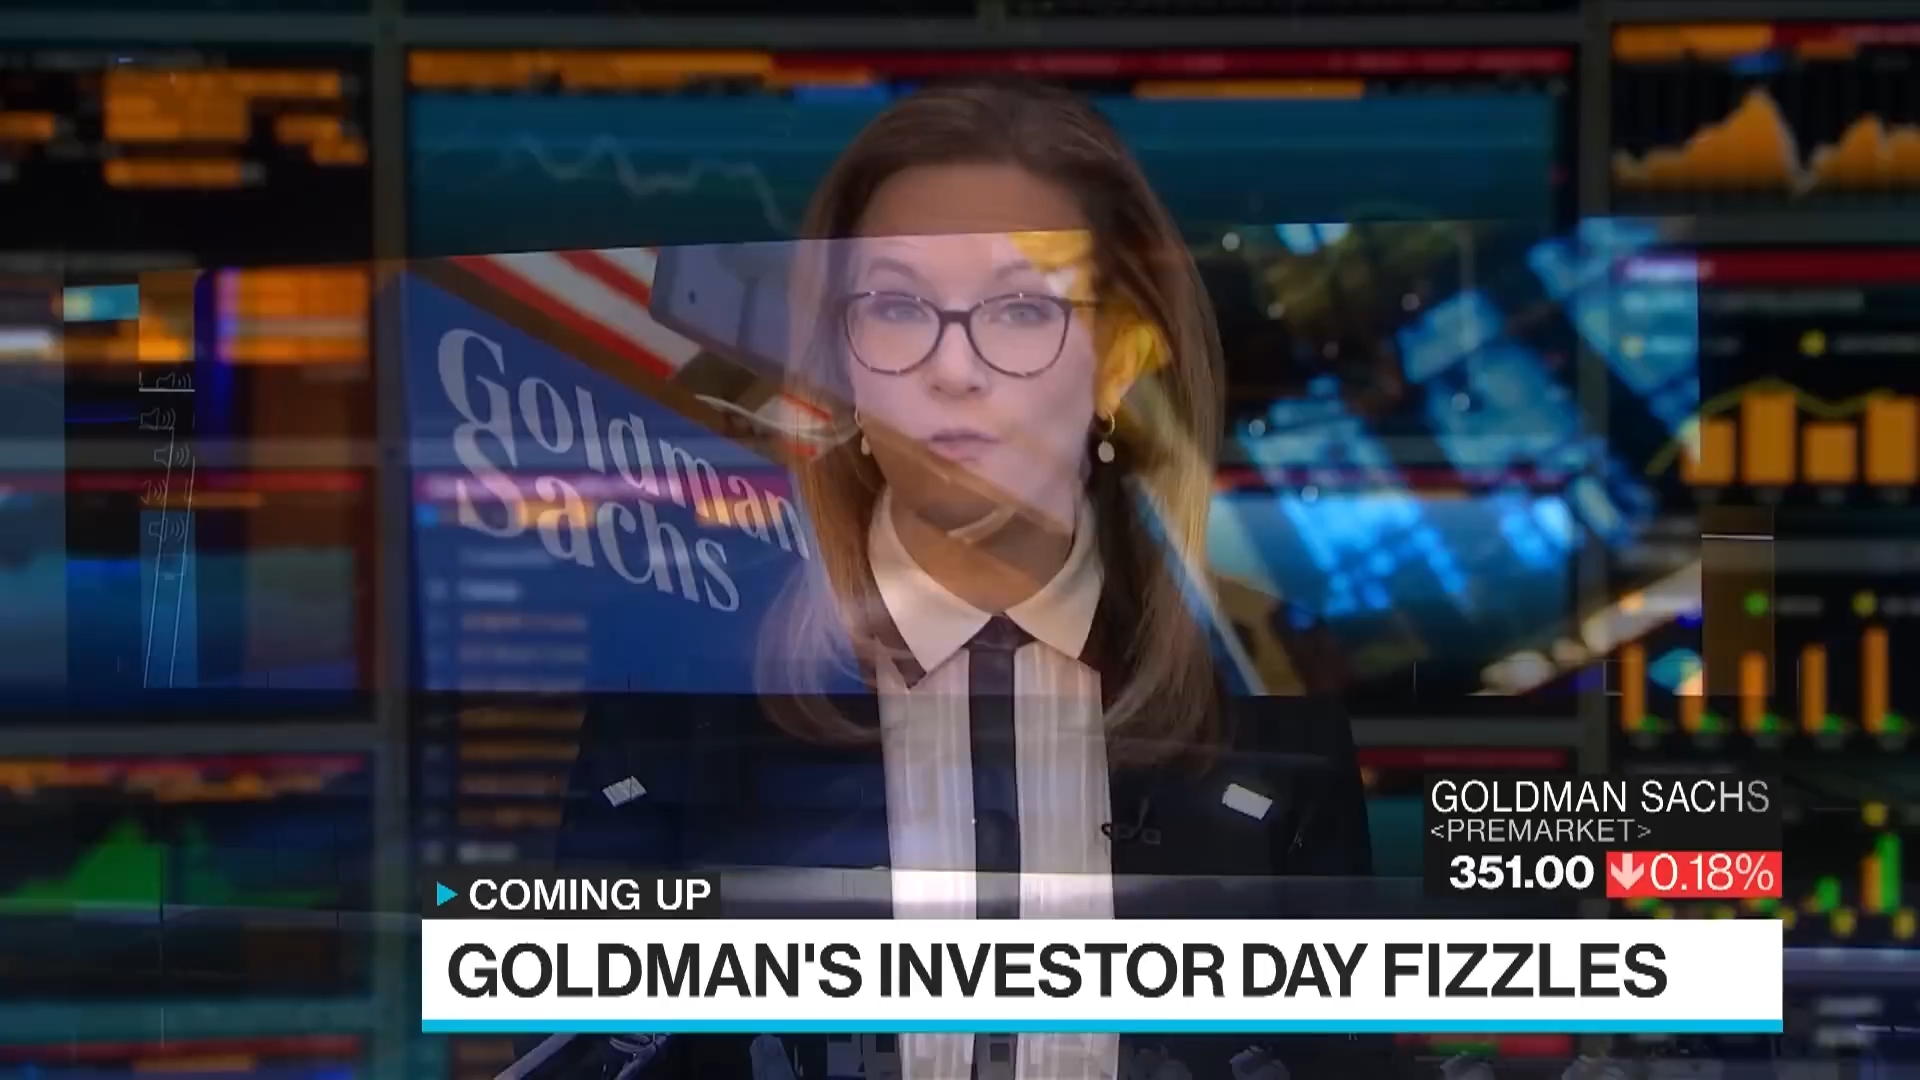 Goldman
Sachs
GOLDMAN SACHS
<PREMARKET>
351.00 0.18%
COMING UP
GOLDMAN'S INVESTOR DAY FIZZLES